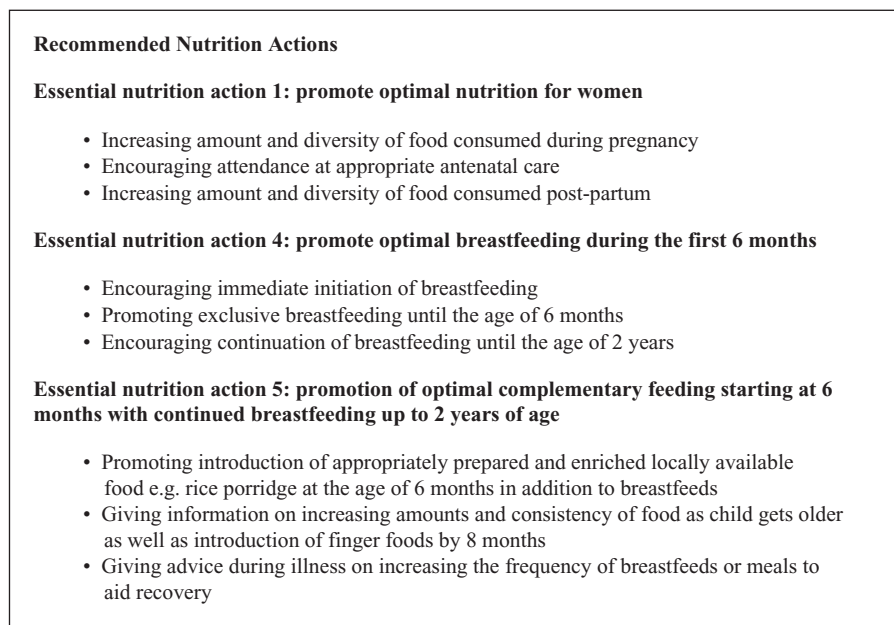 Recommended Nutrition Actions
Essential nutrition action 1: promote optimal nutrition for women
• Increasing amount and diversity of food consumed during pregnancy
• Encouraging attendance at appropriate antenatal care
• Increasing amount and diversity of food consumed post-partum
Essential nutrition action 4: promote optimal breastfeeding during the first 6 months
• Encouraging immediate initiation of breastfeeding
• Promoting exclusive breastfeeding until the age of 6 months
• Encouraging continuation of breastfeeding until the age of 2 years
Essential nutrition action 5: promotion of optimal complementary feeding starting at 6
months with continued breastfeeding up to 2 years of age
• Promoting introduction of appropriately prepared and enriched locally available
food e.g. rice porridge at the age of 6 months in addition to breastfeeds
• Giving information on increasing amounts and consistency of food as child gets older
as well as introduction of finger foods by 8 months
• Giving advice during illness on increasing the frequency of breastfeeds or meals to
aid recovery